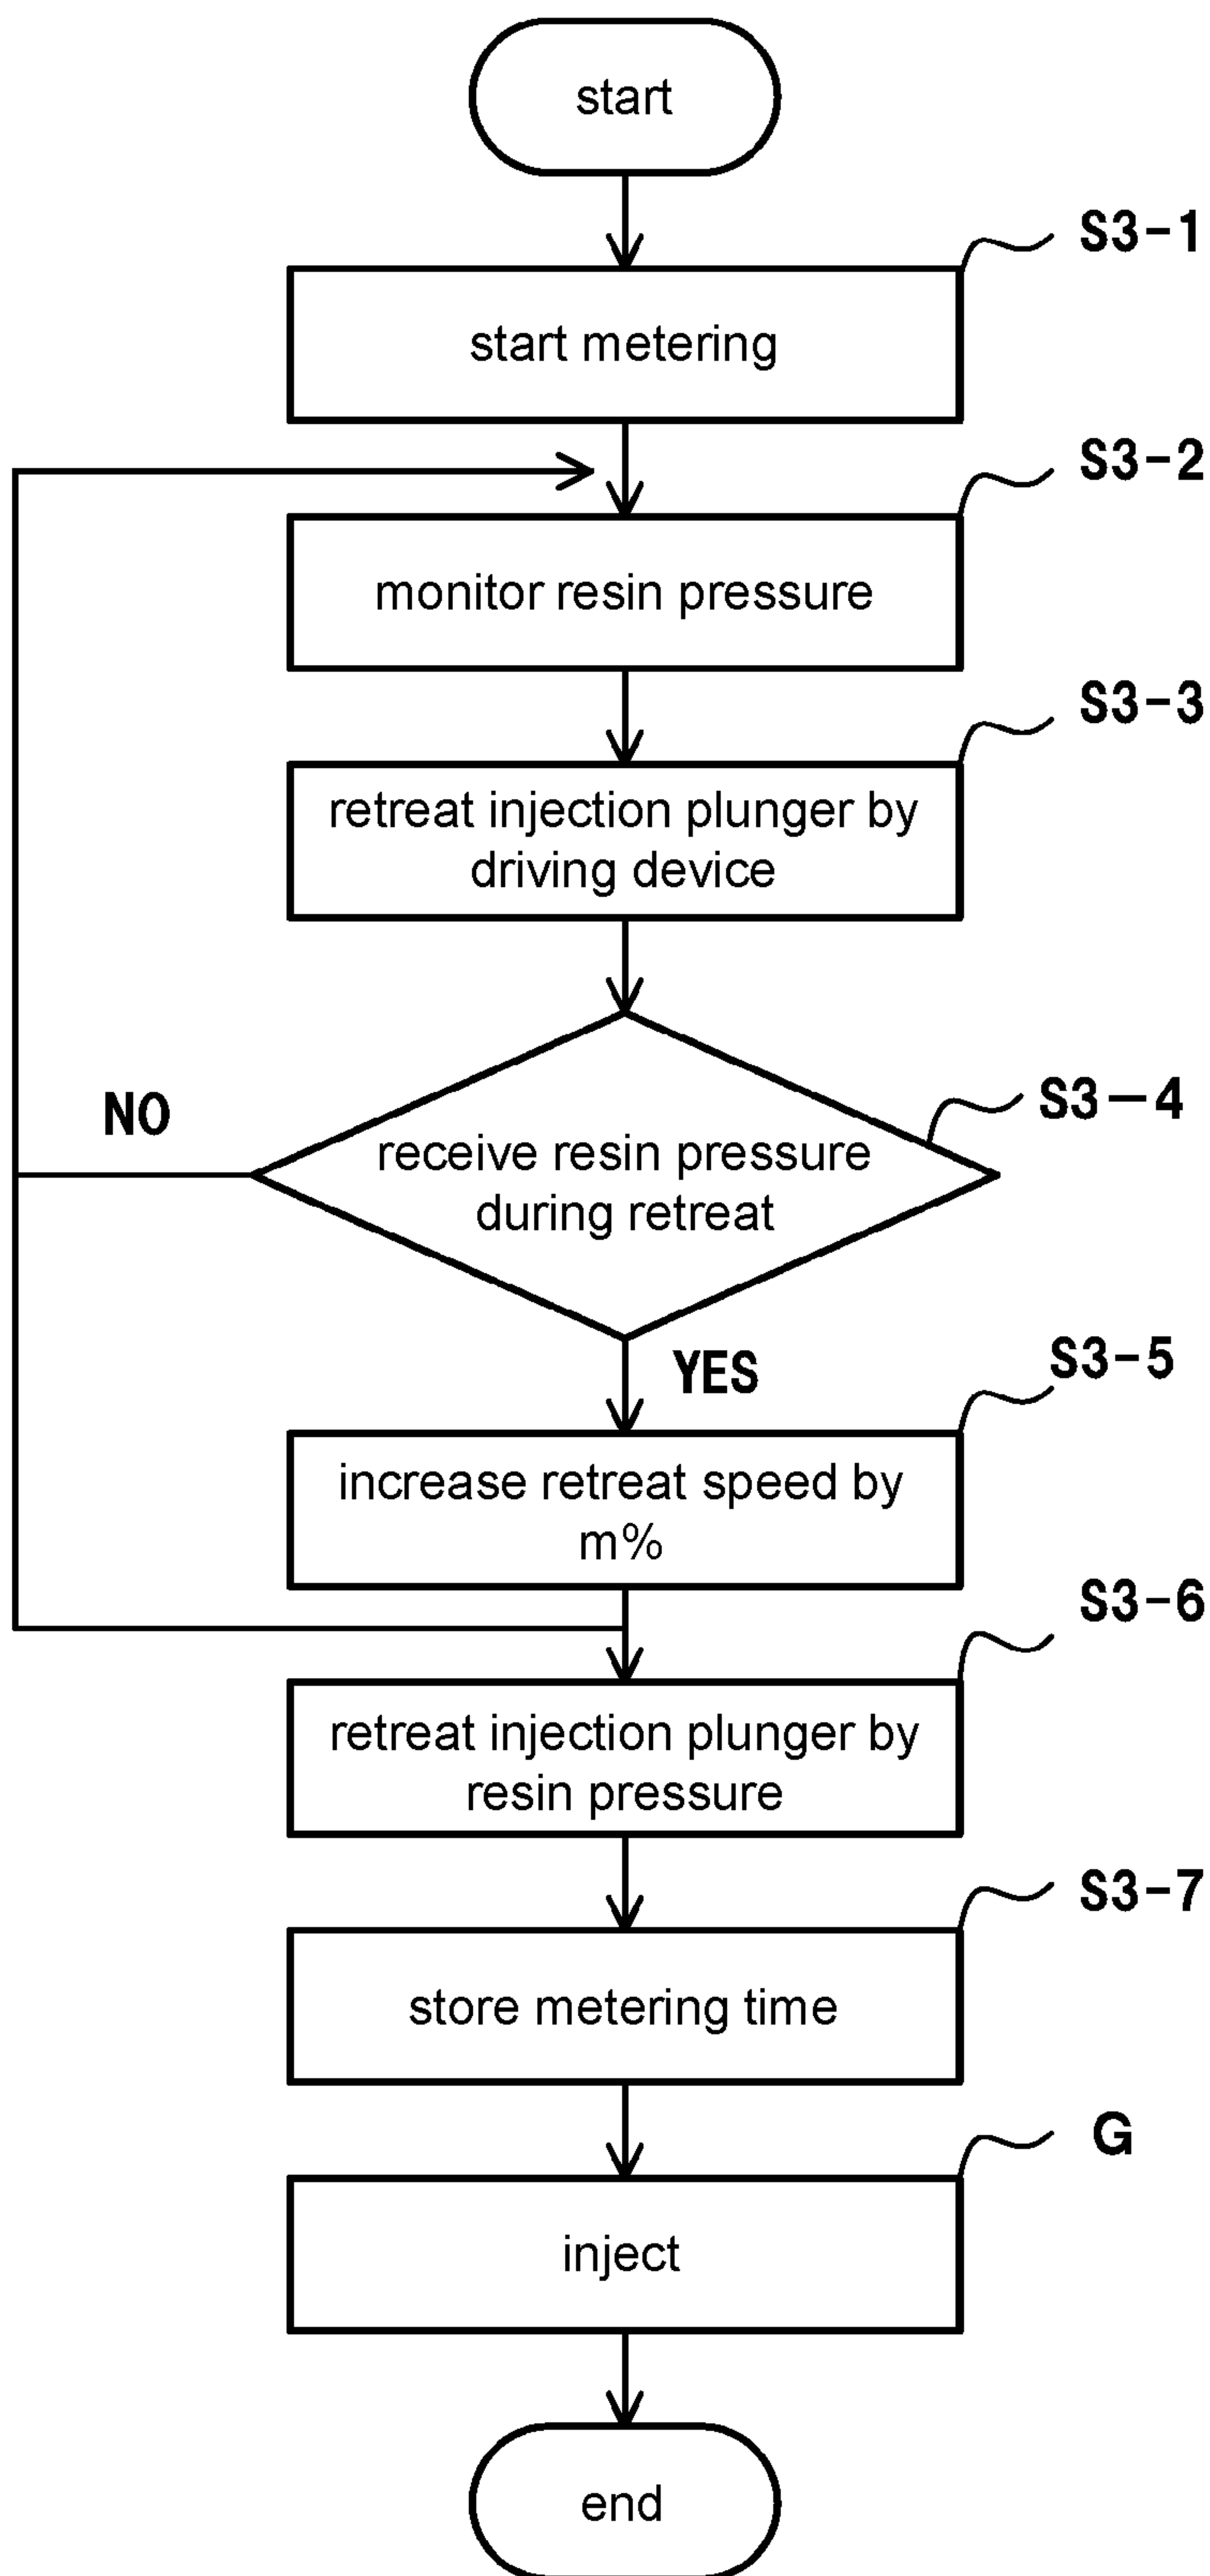 start
S3-1
start metering
S3-2
monitor resin pressure
S3-3
retreat injection plunger by
driving device
NO
S3-4
receive resin pressure
during retreat
YES
S3-5
increase retreat speed by
m%
S3-6
retreat injection plunger by
resin pressure
S3-7
store metering time
G
inject
end